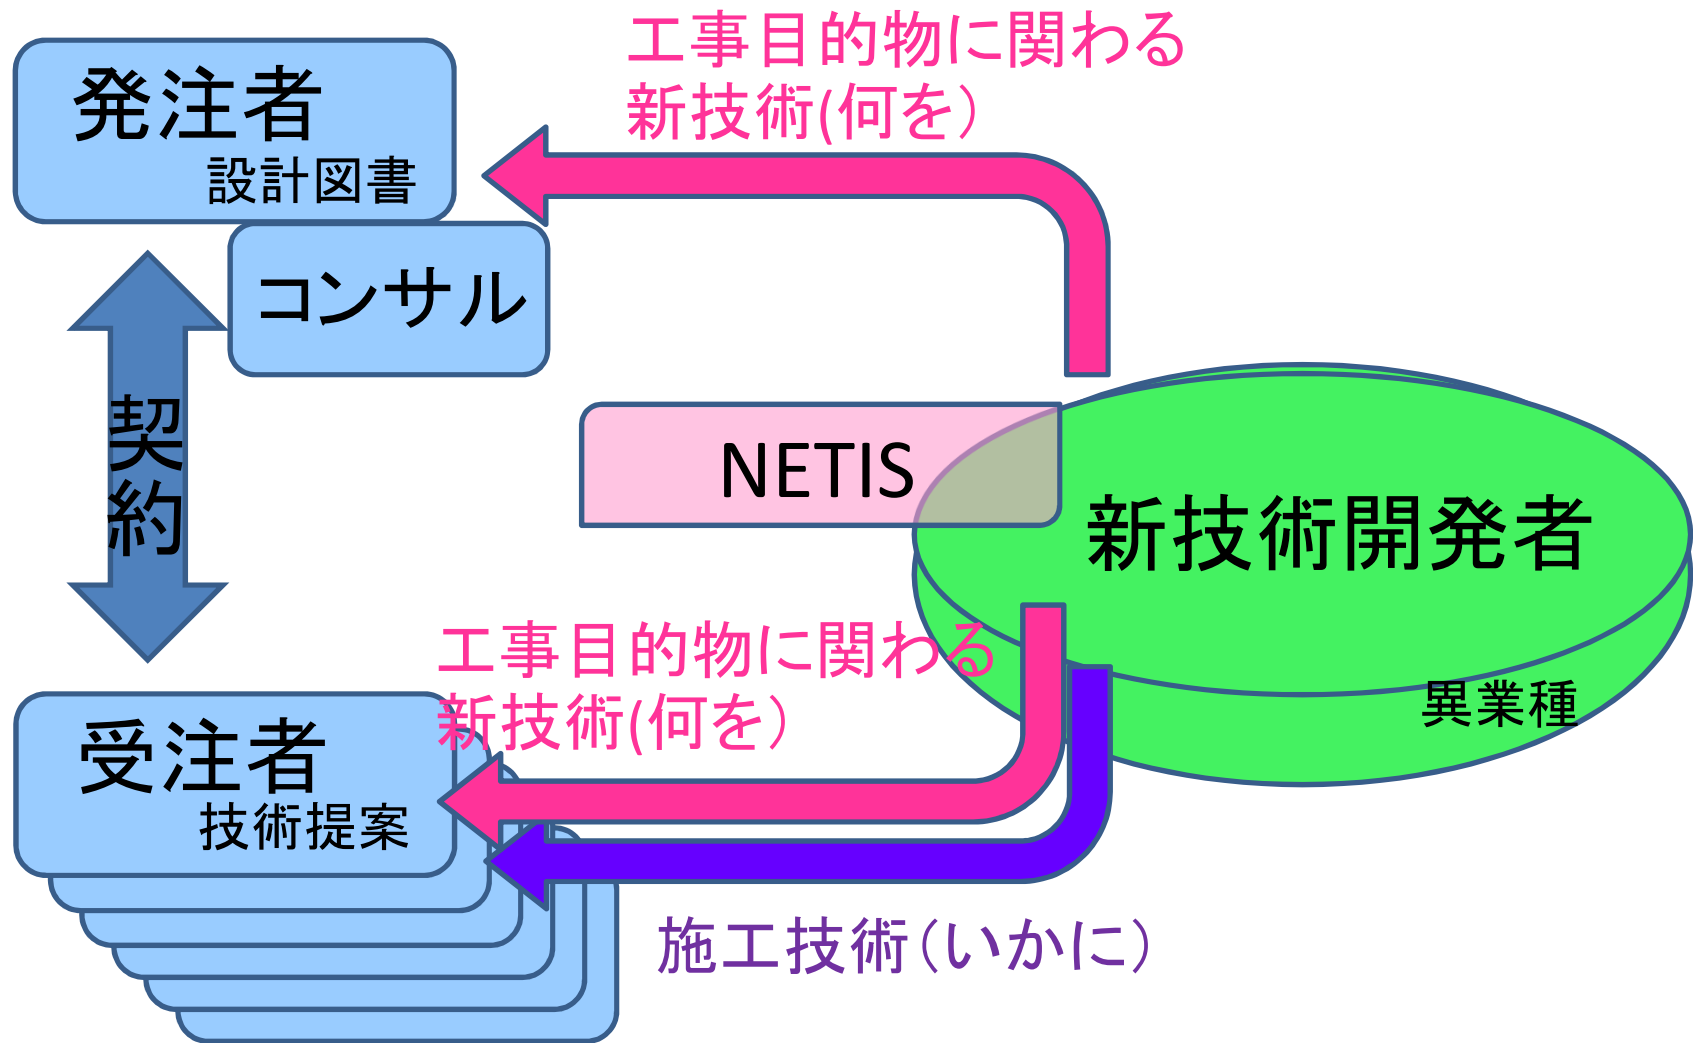 工事目的物に関わる
新技術(何を）
発注者
設計図書
コンサル
契
約
NETIS
新技術開発者
異業種
工事目的物に関わる
新技術(何を）
受注者
技術提案
施工技術（いかに）